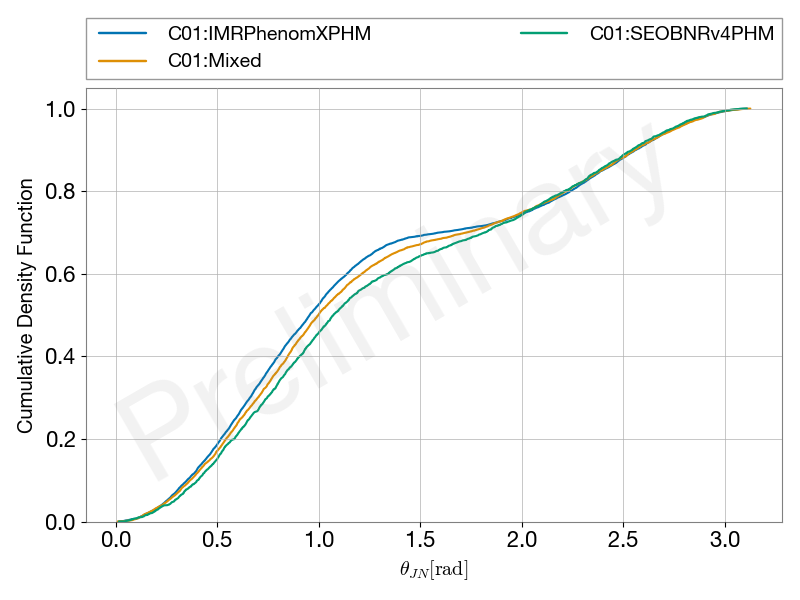 C01:IMRPhenomXPHM
C01:Mixed
C01:SEOBNRv4PHM
Preliminary
Cumulative Density Function
1.0
0.8
0.6
0.4
0.2
0.0
0.0 0.5 1.0 1.5 2.0 2.5 3.0
θ_JN[rad]